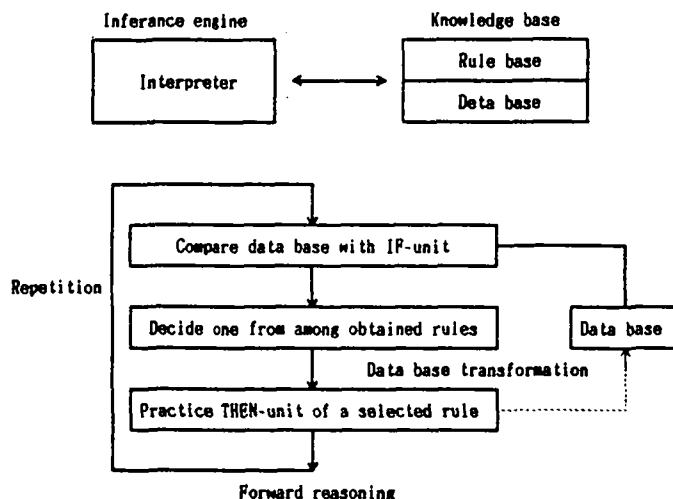 Inferance engine
Knowledge base
Interpreter
Rule base
Deta base
Compare data base with IF-unit
Repetition
Decide one from among obtained rules
Data base
Data base transformation
Practice THEN-unit of a selected rule
Forward reasoning